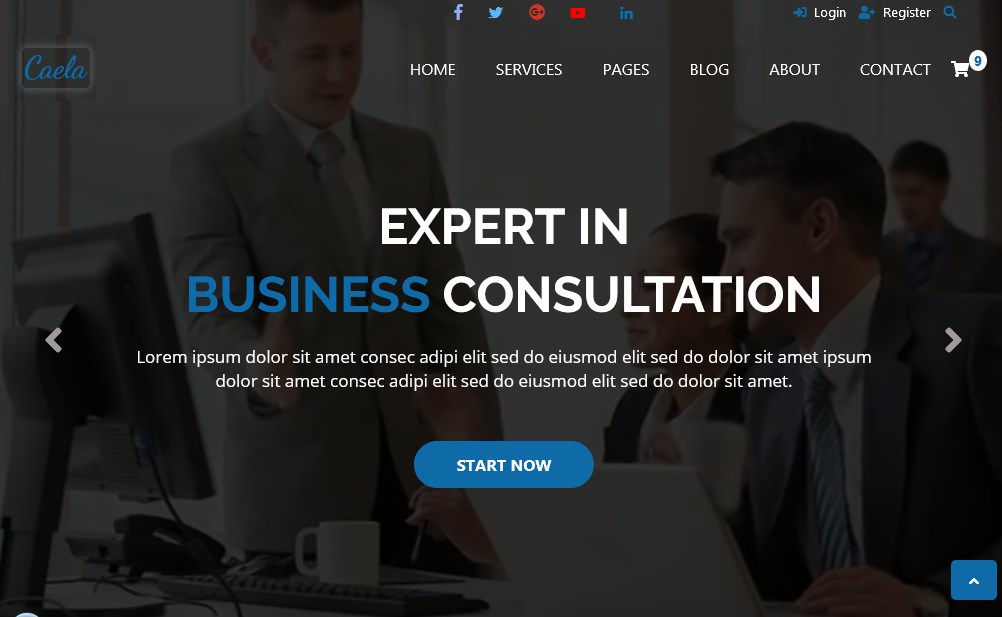 Login Register
Caela
HOME SERVICES PAGES BLOG ABOUT CONTACT 9
EXPERT IN
BUSINESS CONSULTATION
Lorem ipsum dolor sit amet consec adipi elit sed do eiusmod elit sed do dolor sit amet ipsum
dolor sit amet consec adipi elit sed do eiusmod elit sed do dolor sit amet.
START NOW